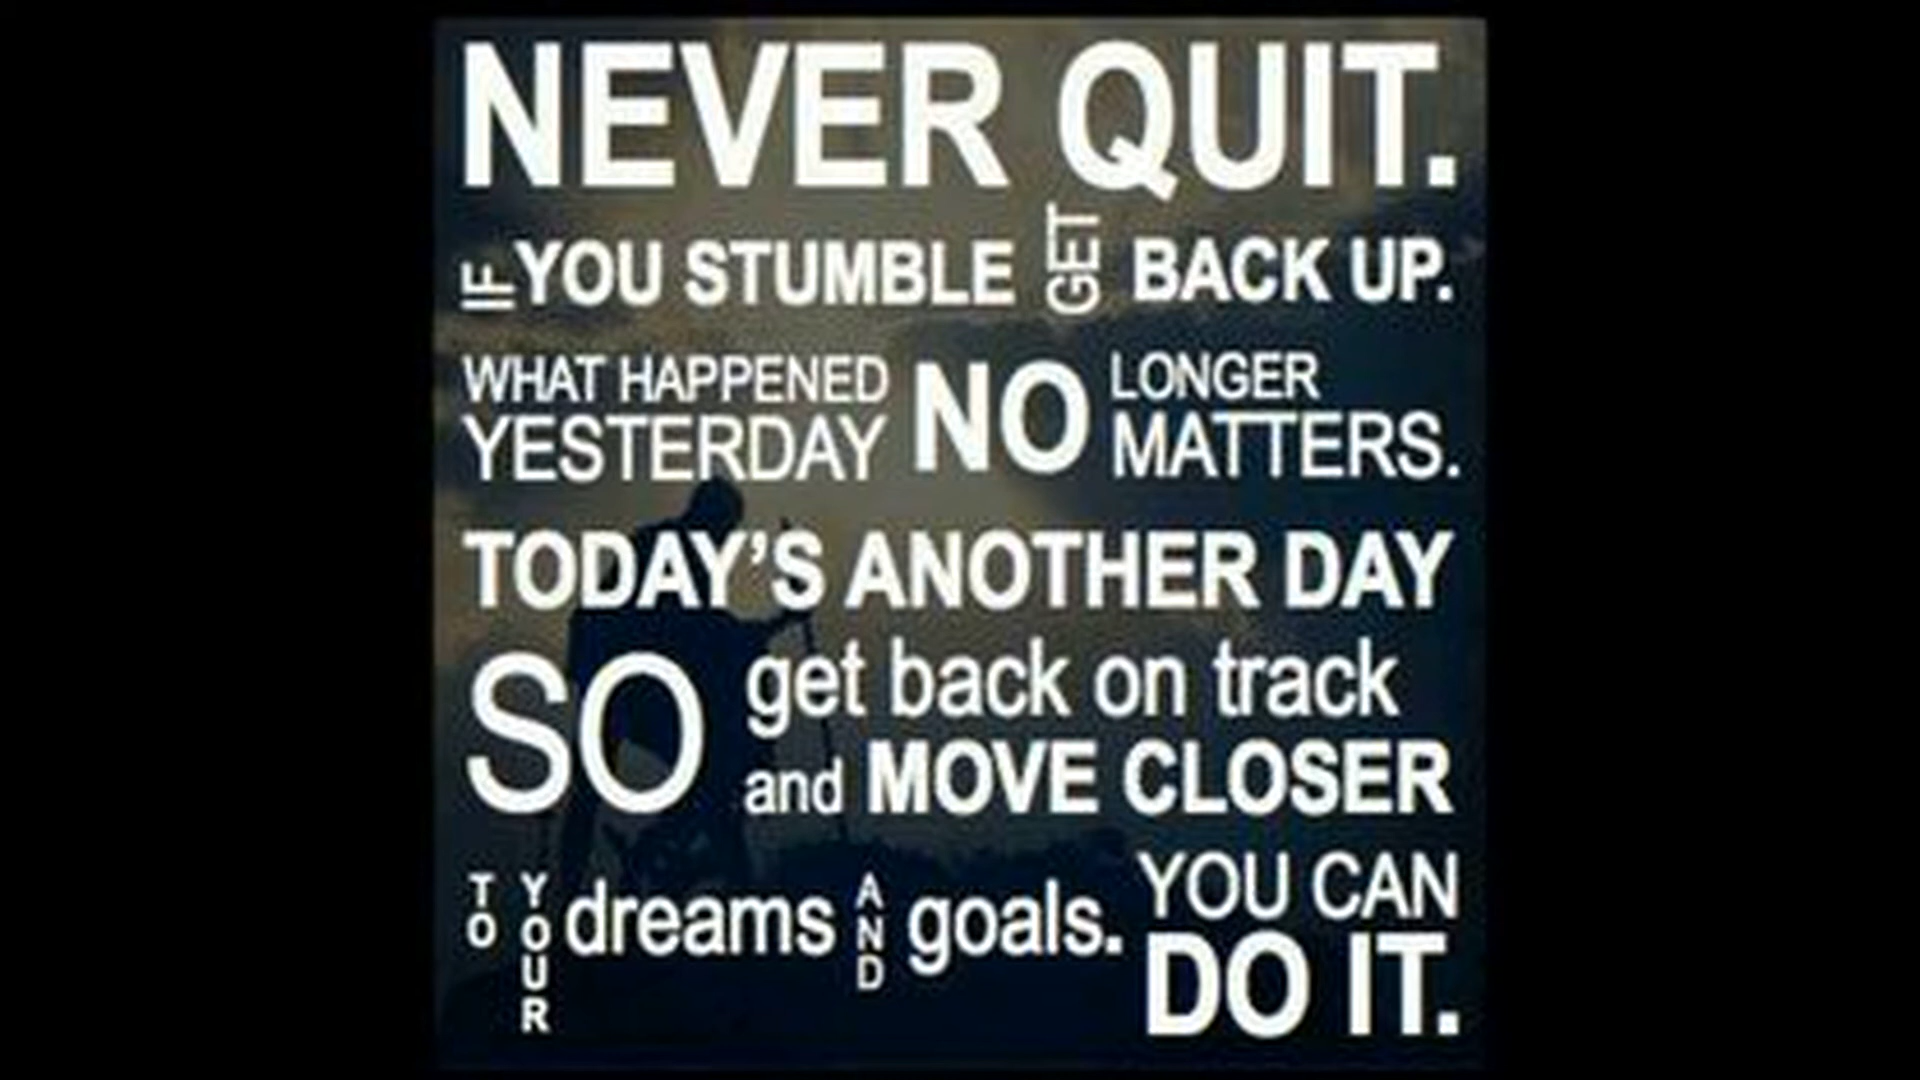 NEVER QUIT.
IF YOU STUMBLE GET BACK UP.
WHAT HAPPENED YESTERDAY NO LONGER MATTERS.
TODAY'S ANOTHER DAY
SO get back on track
and MOVE CLOSER
TO YOUR dreams AND goals. YOU CAN
DO IT.